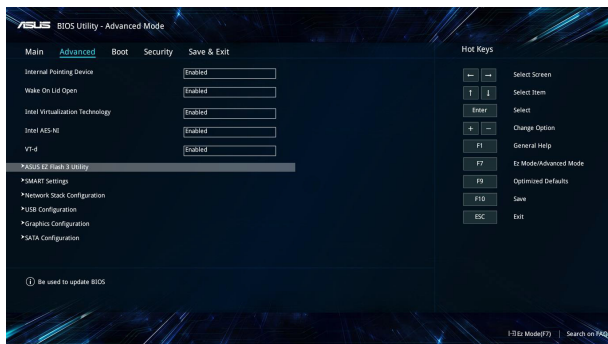 ASUS BIOS Utility - Advanced Mode
Main Advanced Boot Security Save & Exit
Internal Pointing Device Enabled
Wake On Lid Open Enabled
Intel Virtualization Technology Enabled
Intel AES-NI Enabled
VT-d Enabled
ASUS EZ Flash 3 Utility
SMART Settings
Network Stack Configuration
USB Configuration
Graphics Configuration
SATA Configuration
Be used to update BIOS
Hot Keys
← → Select Screen
↑ ↓ Select Item
Enter Select
+ - Change Option
F1 General Help
F7 Ez Mode/Advanced Mode
F9 Optimized Defaults
F10 Save
ESC Exit
Ez Mode(F7) | Search on FAQ